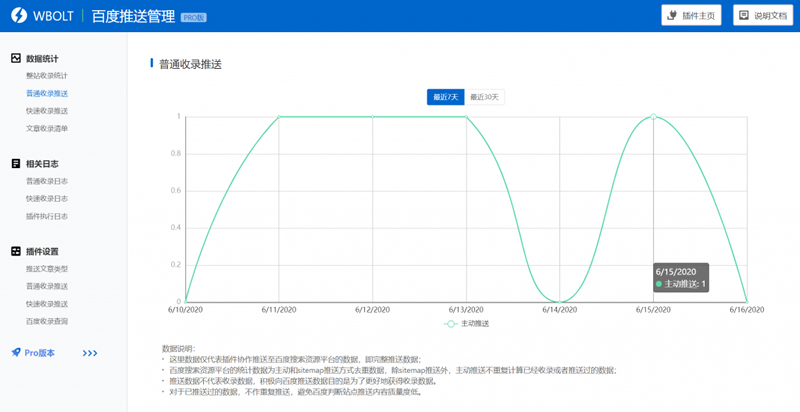 WBOLT 百度推送管理 PRO版
插件主页
说明文档
数据统计
整站收录统计
普通收录推送
快速收录推送
文章收录清单
相关日志
普通收录日志
快速收录日志
插件执行日志
插件设置
推送文章类型
普通收录推送
快速收录推送
百度收录查询
Pro版本
普通收录推送
最近7天
最近30天
1
0.8
0.6
0.4
0.2
0
6/10/2020
6/11/2020
6/12/2020
6/13/2020
6/14/2020
6/15/2020
6/16/2020
6/15/2020
主动推送: 1
主动推送
数据说明:
这里数据仅代表插件协作推送至百度搜索资源平台的数据，即完整推送数据;
百度搜索资源平台的统计数据为主动和sitemap推送方式去重数据，除sitemap推送外，主动推送不重复计算已经收录或者推送过的数据;
推送数据不代表收录数据，积极向百度推送数据目的是为了更好地获得收录数据。
对于已推送过的数据，不作重复推送，避免百度判断站点推送内容质量度低。